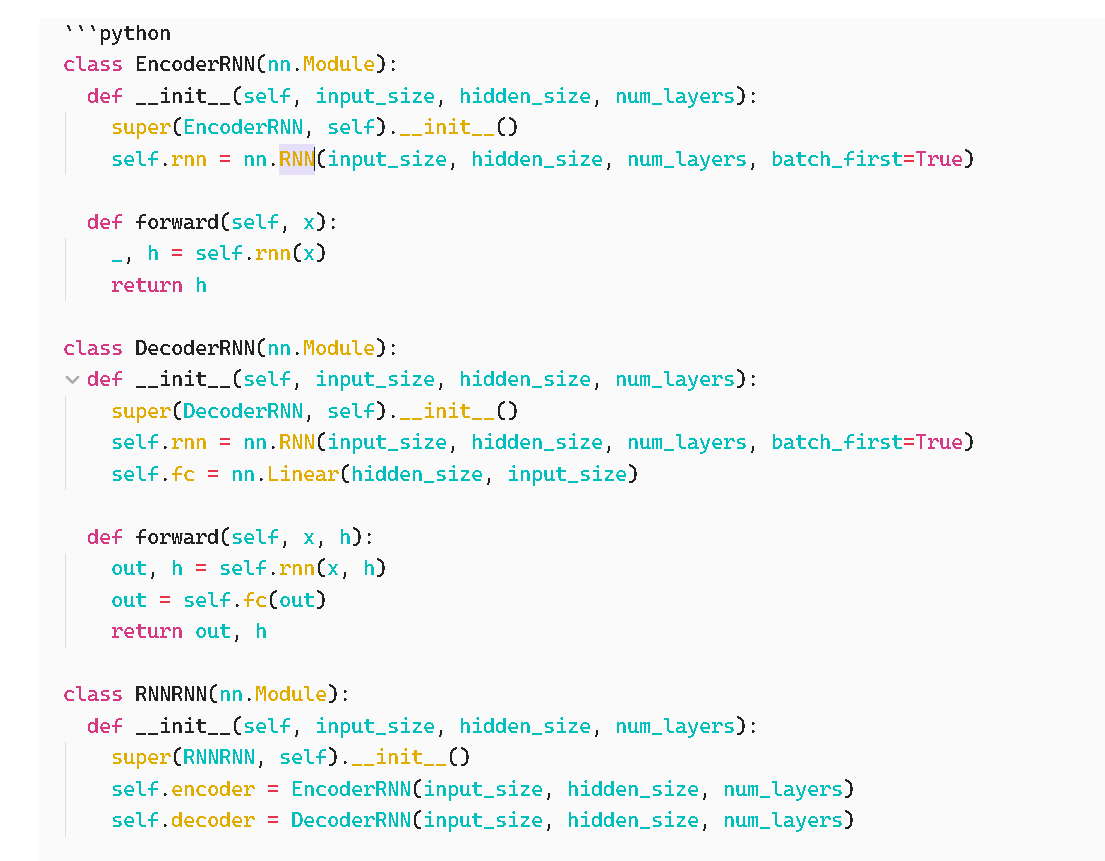 ```python
class EncoderRNN(nn.Module):
  def __init__(self, input_size, hidden_size, num_layers):
    super(EncoderRNN, self).__init__()
    self.rnn = nn.RNN(input_size, hidden_size, num_layers, batch_first=True)

  def forward(self, x):
    _, h = self.rnn(x)
    return h

class DecoderRNN(nn.Module):
  def __init__(self, input_size, hidden_size, num_layers):
    super(DecoderRNN, self).__init__()
    self.rnn = nn.RNN(input_size, hidden_size, num_layers, batch_first=True)
    self.fc = nn.Linear(hidden_size, input_size)

  def forward(self, x, h):
    out, h = self.rnn(x, h)
    out = self.fc(out)
    return out, h

class RNNRNN(nn.Module):
  def __init__(self, input_size, hidden_size, num_layers):
    super(RNNRNN, self).__init__()
    self.encoder = EncoderRNN(input_size, hidden_size, num_layers)
    self.decoder = DecoderRNN(input_size, hidden_size, num_layers)